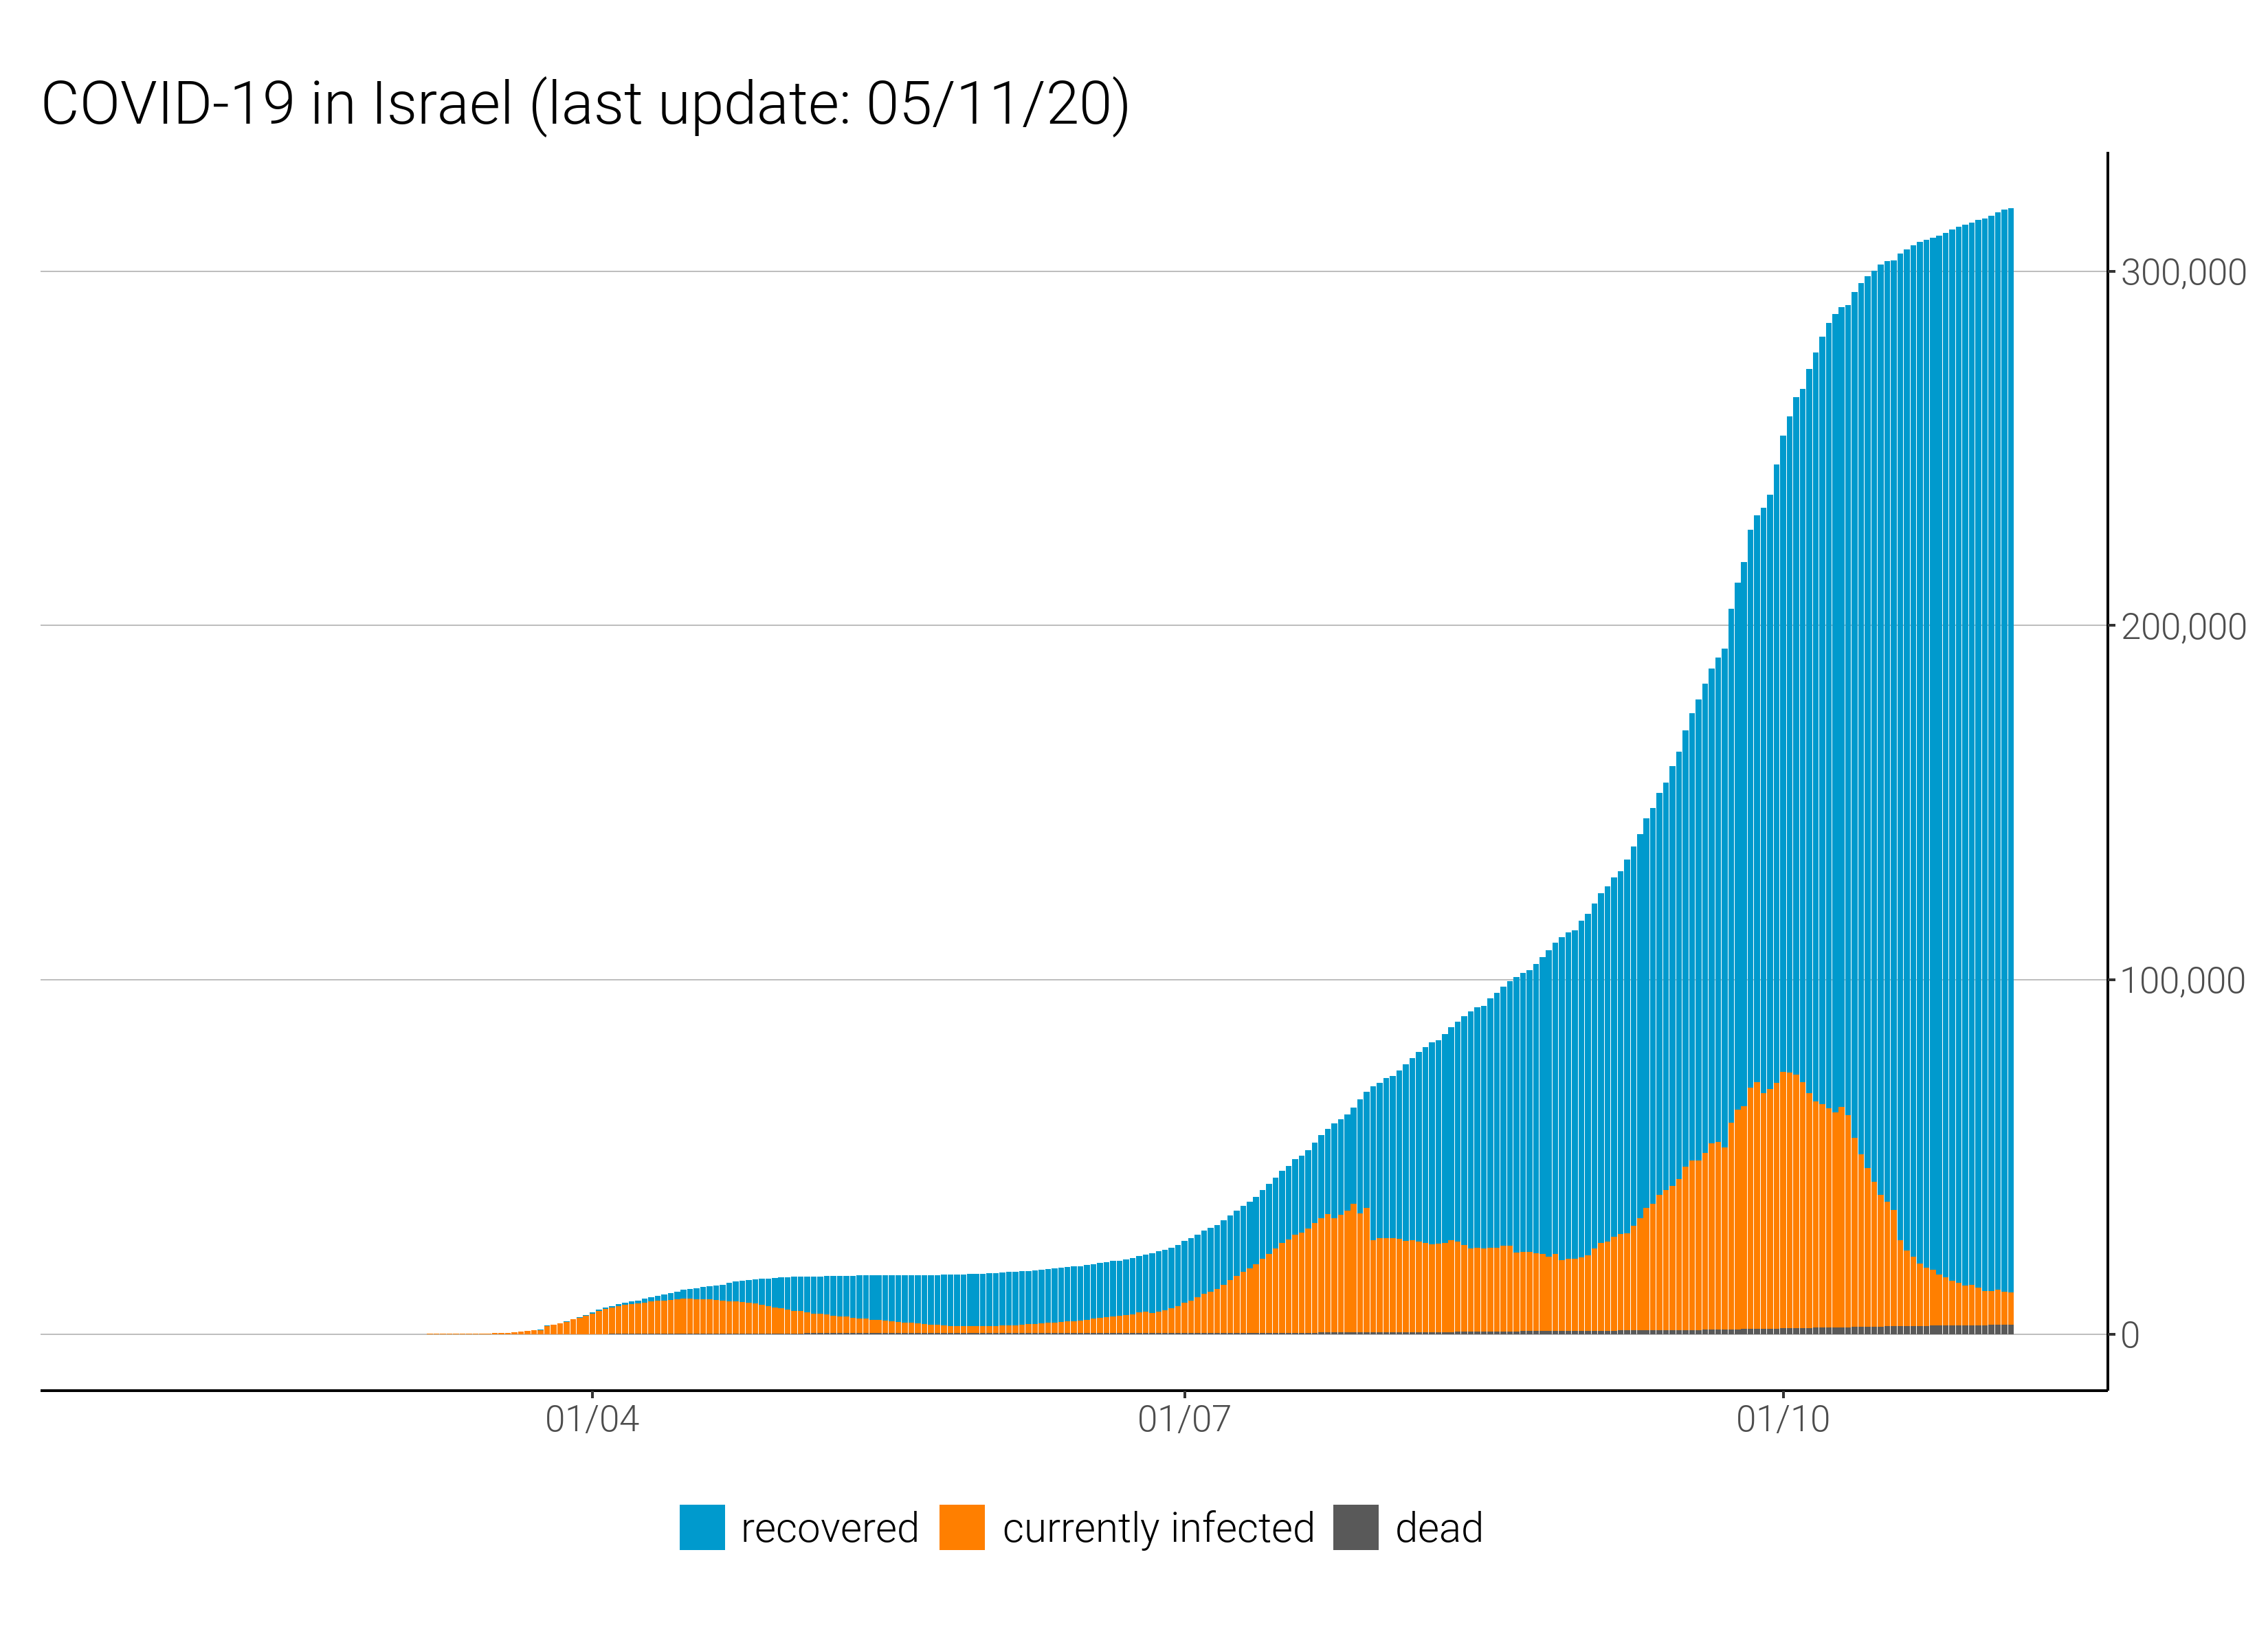 COVID-19 in Israel (last update: 05/11/20)
300,000
200,000
100,000
0
01/04 01/07 01/10
recovered currently infected dead